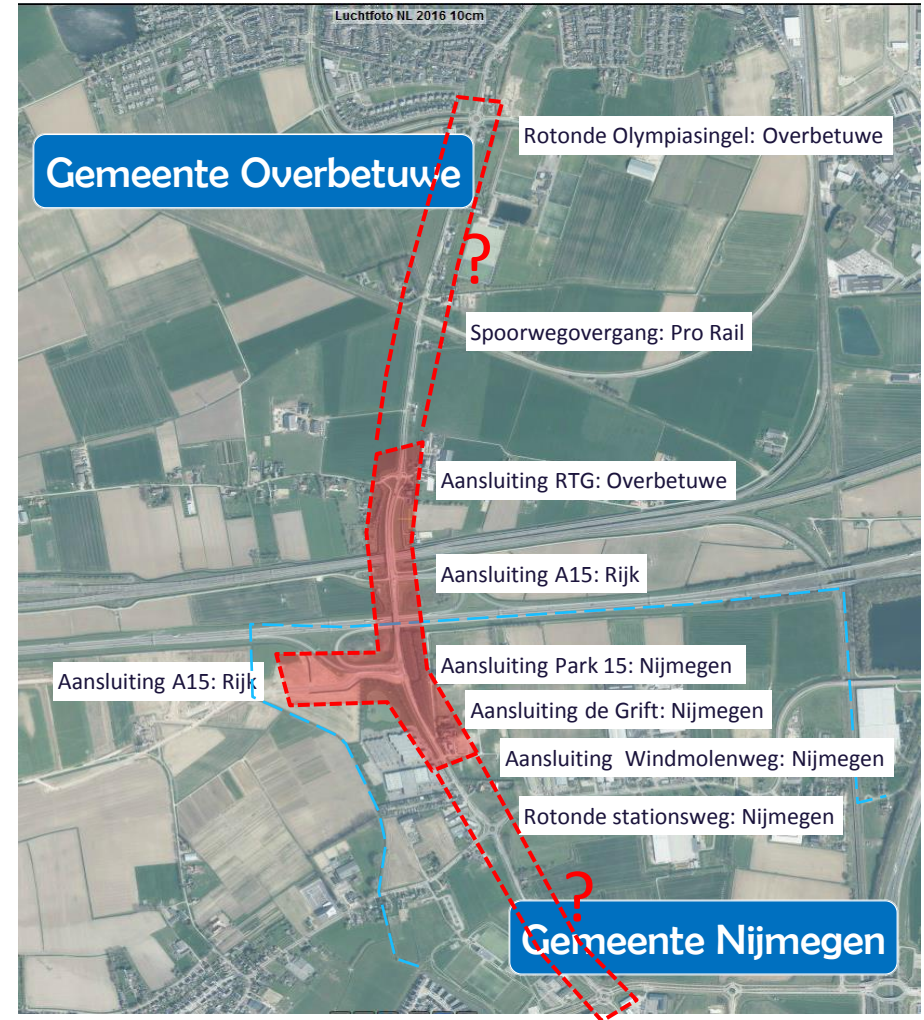 Luchtfoto NL 2016 10cm
Rotonde Olympiasingel: Overbetuwe
Gemeente Overbetuwe
?
Spoorwegovergang: Pro Rail
Aansluiting RTG: Overbetuwe
Aansluiting A15: Rijk
Aansluiting Park 15: Nijmegen
Aansluiting A15: Rijk
Aansluiting de Grift: Nijmegen
Aansluiting Windmolenweg: Nijmegen
Rotonde stationsweg: Nijmegen
?
Gemeente Nijmegen